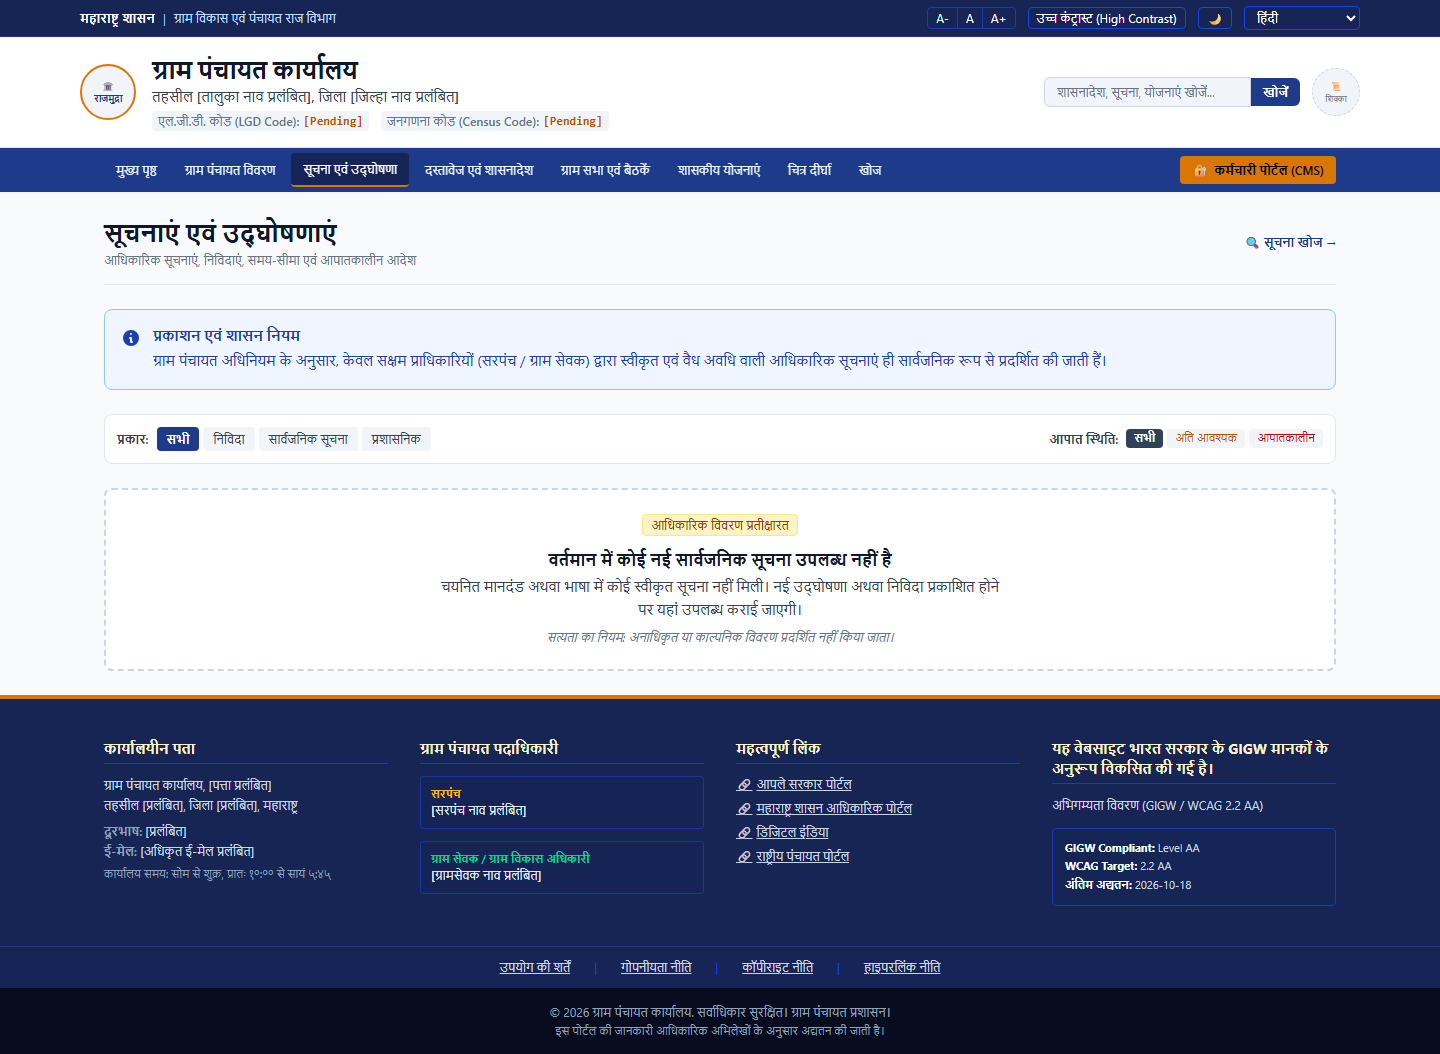 महाराष्ट्र शासन | ग्राम विकास एवं पंचायत राज विभाग
A- A A+ उच्च कंट्रास्ट (High Contrast) हिंदी
राजमुद्रा
ग्राम पंचायत कार्यालय
तहसील [तालुका नाव प्रलंबित], जिला [जिल्हा नाव प्रलंबित]
एल.जी.डी. कोड (LGD Code): [Pending] जनगणना कोड (Census Code): [Pending]
शासनादेश, सूचना, योजनाएं खोजें... खोजें
शिक्का
मुख्य पृष्ठ ग्राम पंचायत विवरण सूचना एवं उद्घोषणा दस्तावेज एवं शासनादेश ग्राम सभा एवं बैठकें शासकीय योजनाएं चित्र दीर्घा खोज कर्मचारी पोर्टल (CMS)
सूचनाएं एवं उद्घोषणाएं
आधिकारिक सूचनाएं, निविदाएं, समय-सीमा एवं आपातकालीन आदेश
सूचना खोज →
प्रकाशन एवं शासन नियम
ग्राम पंचायत अधिनियम के अनुसार, केवल सक्षम प्राधिकारियों (सरपंच / ग्राम सेवक) द्वारा स्वीकृत एवं वैध अवधि वाली आधिकारिक सूचनाएं ही सार्वजनिक रूप से प्रदर्शित की जाती हैं।
प्रकार: सभी निविदा सार्वजनिक सूचना प्रशासनिक
आपात स्थिति: सभी अति आवश्यक आपातकालीन
आधिकारिक विवरण प्रतीक्षारत
वर्तमान में कोई नई सार्वजनिक सूचना उपलब्ध नहीं है
चयनित मानदंड अथवा भाषा में कोई स्वीकृत सूचना नहीं मिली। नई उद्घोषणा अथवा निविदा प्रकाशित होने
पर यहां उपलब्ध कराई जाएगी।
सत्यता का नियम: अनाधिकृत या काल्पनिक विवरण प्रदर्शित नहीं किया जाता।
कार्यालयीन पता
ग्राम पंचायत कार्यालय, [पत्ता प्रलंबित]
तहसील [प्रलंबित], जिला [प्रलंबित], महाराष्ट्र
दूरभाष: [प्रलंबित]
ई-मेल: [अधिकृत ई-मेल प्रलंबित]
कार्यालय समय: सोम से शुक्र, प्रातः १०:०० से सायं ५:४५
ग्राम पंचायत पदाधिकारी
सरपंच
[सरपंच नाव प्रलंबित]
ग्राम सेवक / ग्राम विकास अधिकारी
[ग्रामसेवक नाव प्रलंबित]
महत्वपूर्ण लिंक
आपले सरकार पोर्टल
महाराष्ट्र शासन आधिकारिक पोर्टल
डिजिटल इंडिया
राष्ट्रीय पंचायत पोर्टल
यह वेबसाइट भारत सरकार के GIGW मानकों के
अनुरूप विकसित की गई है।
अभिगम्यता विवरण (GIGW / WCAG 2.2 AA)
GIGW Compliant: Level AA
WCAG Target: 2.2 AA
अंतिम अद्यतन: 2026-10-18
उपयोग की शर्तें | गोपनीयता नीति | कॉपीराइट नीति | हाइपरलिंक नीति
© 2026 ग्राम पंचायत कार्यालय. सर्वाधिकार सुरक्षित। ग्राम पंचायत प्रशासन।
इस पोर्टल की जानकारी आधिकारिक अभिलेखों के अनुसार अद्यतन की जाती है।